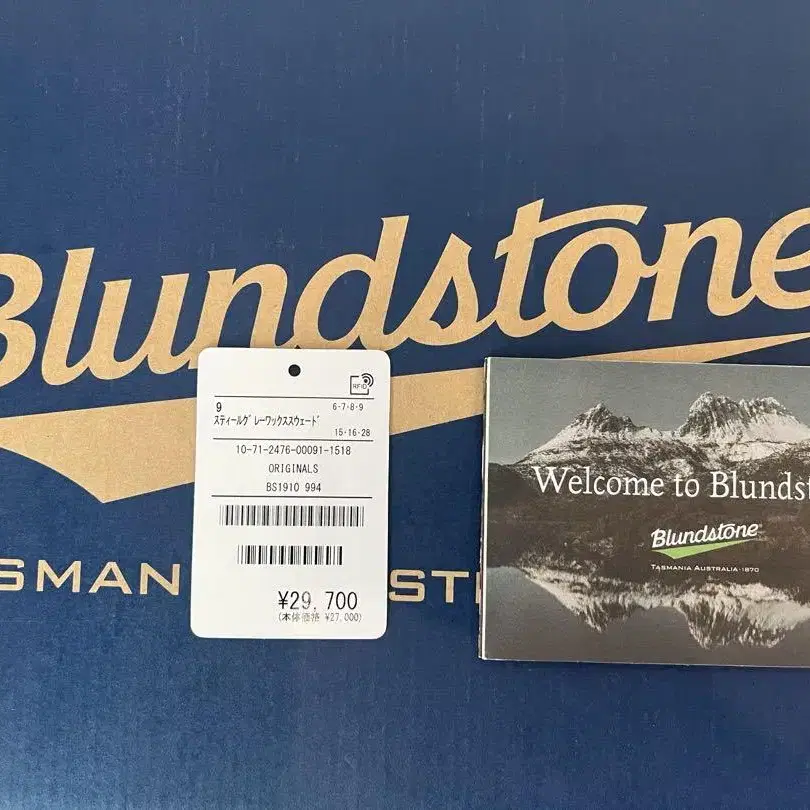 Blundstone
RFID
9
6・7・8・9
スティールグレーワックススウェード
15・16・28
10-71-2476-00091-1518
ORIGINALS
BS1910 994
¥29,700
(本体価格 ¥27,000)
Welcome to Blundst
Blundstone
TASMANIA AUSTRALIA・1870
SMAN
ST